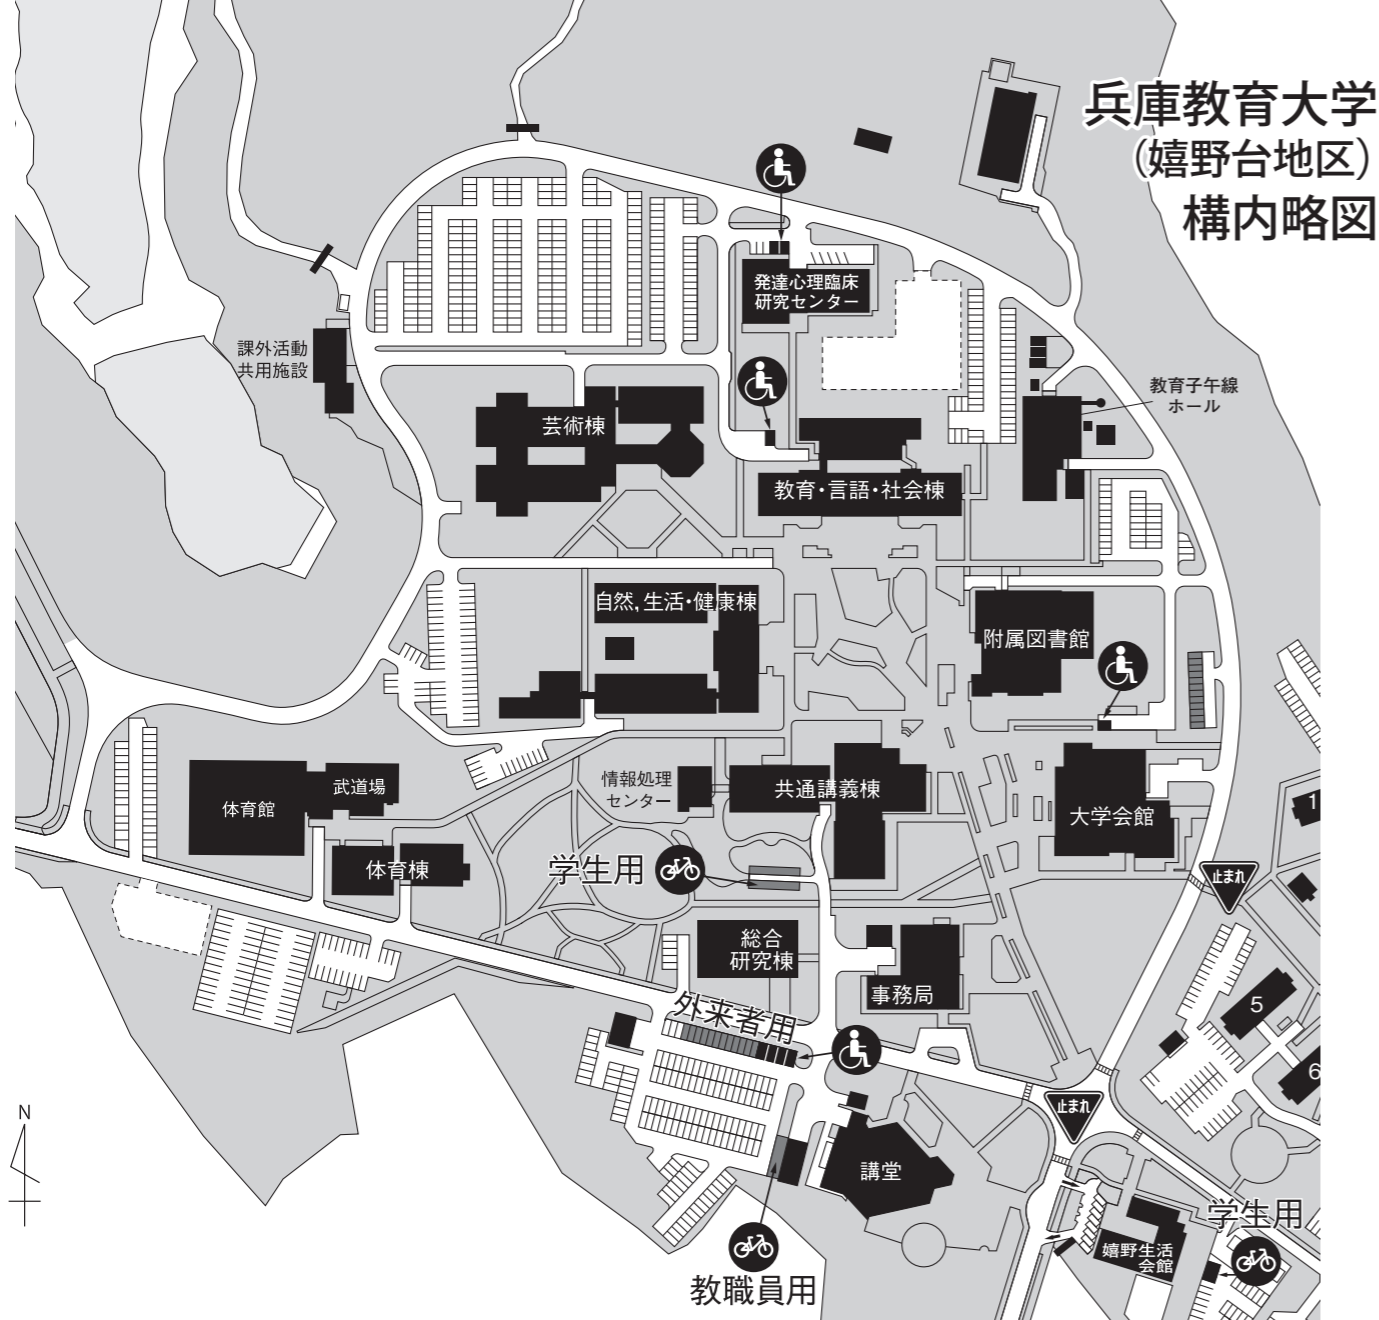 兵庫教育大学
（嬉野台地区）
構内略図
発達心理臨床
研究センター
課外活動
共用施設
教育子午線
ホール
芸術棟
教育・言語・社会棟
自然，生活・健康棟
附属図書館
情報処理
センター
共通講義棟
武道場
体育館
大学会館
1
体育棟
学生用
止まれ
総合
研究棟
事務局
5
外来者用
6
N
止まれ
講堂
学生用
嬉野生活
会館
教職員用